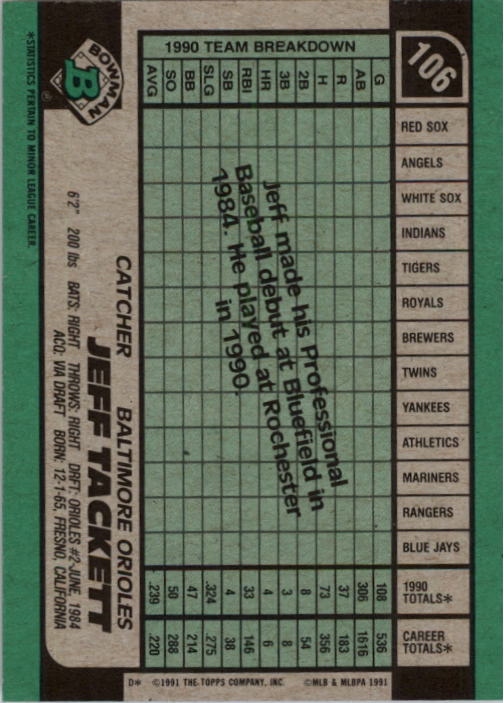 106
BOWMAN
B
JEFF TACKETT
CATCHER BALTIMORE ORIOLES
6'2" 200 lbs BATS: RIGHT THROWS: RIGHT DRFT: ORIOLES #2-JUNE, 1984
ACQ: VIA DRAFT BORN: 12-1-65, FRESNO, CALIFORNIA
1990 TEAM BREAKDOWN
G AB R H 2B 3B HR RBI SB SLG BB SO AVG
RED SOX
ANGELS
WHITE SOX
INDIANS
TIGERS
ROYALS
BREWERS
TWINS
YANKEES
ATHLETICS
MARINERS
RANGERS
BLUE JAYS
Jeff made his Professional
Baseball debut at Bluefield in
1984. He played at Rochester
in 1990.
1990 TOTALS* 108 306 37 73 8 3 4 33 4 .324 47 50 .239
CAREER TOTALS* 536 1616 183 356 54 8 6 146 38 .275 214 288 .220
*STATISTICS PERTAIN TO MINOR LEAGUE CAREER.
D* ©1991 THE TOPPS COMPANY, INC. ©MLB & MLBPA 1991